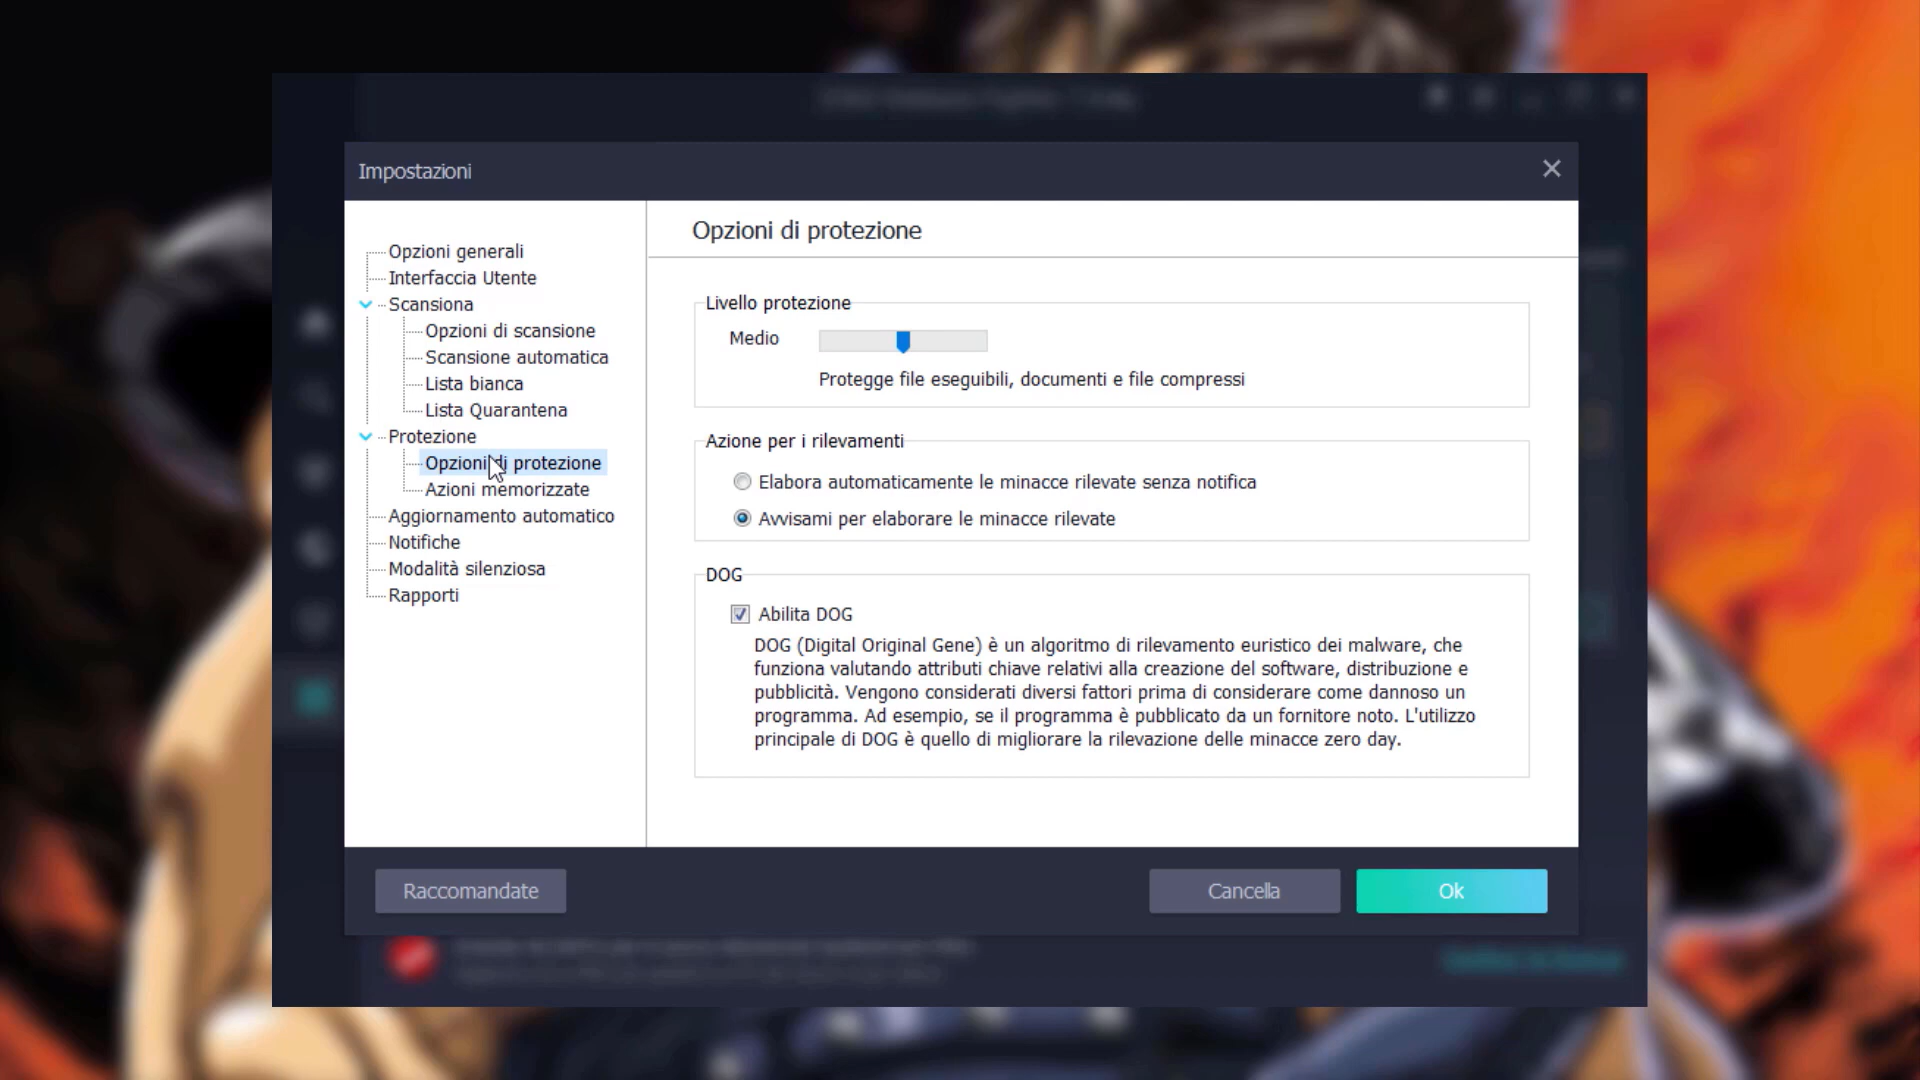 Impostazioni
Opzioni generali
Interfaccia Utente
Scansiona
Opzioni di scansione
Scansione automatica
Lista bianca
Lista Quarantena
Protezione
Opzioni di protezione
Azioni memorizzate
Aggiornamento automatico
Notifiche
Modalità silenziosa
Rapporti
Opzioni di protezione
Livello protezione
Medio
Protegge file eseguibili, documenti e file compressi
Azione per i rilevamenti
Elabora automaticamente le minacce rilevate senza notifica
Avvisami per elaborare le minacce rilevate
DOG
Abilita DOG
DOG (Digital Original Gene) è un algoritmo di rilevamento euristico dei malware, che
funziona valutando attributi chiave relativi alla creazione del software, distribuzione e
pubblicità. Vengono considerati diversi fattori prima di considerare come dannoso un
programma. Ad esempio, se il programma è pubblicato da un fornitore noto. L'utilizzo
principale di DOG è quello di migliorare la rilevazione delle minacce zero day.
Raccomandate
Cancella
Ok